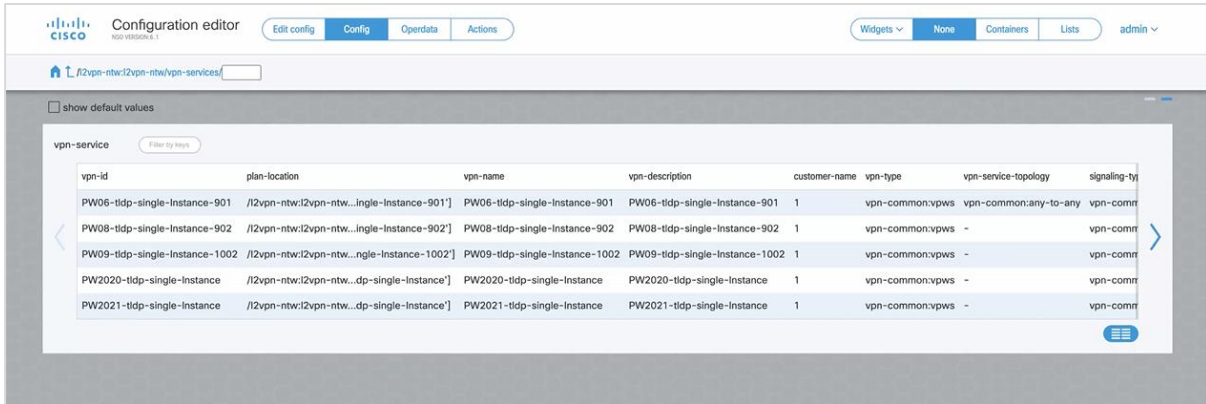 CISCO Configuration editor Edit config Config Operdata Actions Widgets None Containers Lists admin
NSO VERSION 6.1
/l2vpn-ntw:l2vpn-ntw/vpn-services/
show default values
vpn-service Filter by keys
vpn-id plan-location vpn-name vpn-description customer-name vpn-type vpn-service-topology signaling-typ
PW06-tldp-single-Instance-901 /l2vpn-ntw:l2vpn-ntw...ingle-Instance-901'] PW06-tldp-single-Instance-901 PW06-tldp-single-Instance-901 1 vpn-common:vpws vpn-common:any-to-any vpn-comm
PW08-tldp-single-Instance-902 /l2vpn-ntw:l2vpn-ntw...ingle-Instance-902'] PW08-tldp-single-Instance-902 PW08-tldp-single-Instance-902 1 vpn-common:vpws - vpn-comm
PW09-tldp-single-Instance-1002 /l2vpn-ntw:l2vpn-ntw...ngle-Instance-1002'] PW09-tldp-single-Instance-1002 PW09-tldp-single-Instance-1002 1 vpn-common:vpws - vpn-comm
PW2020-tldp-single-Instance /l2vpn-ntw:l2vpn-ntw...dp-single-Instance'] PW2020-tldp-single-Instance PW2020-tldp-single-Instance 1 vpn-common:vpws - vpn-comm
PW2021-tldp-single-Instance /l2vpn-ntw:l2vpn-ntw...dp-single-Instance'] PW2021-tldp-single-Instance PW2021-tldp-single-Instance 1 vpn-common:vpws - vpn-comm